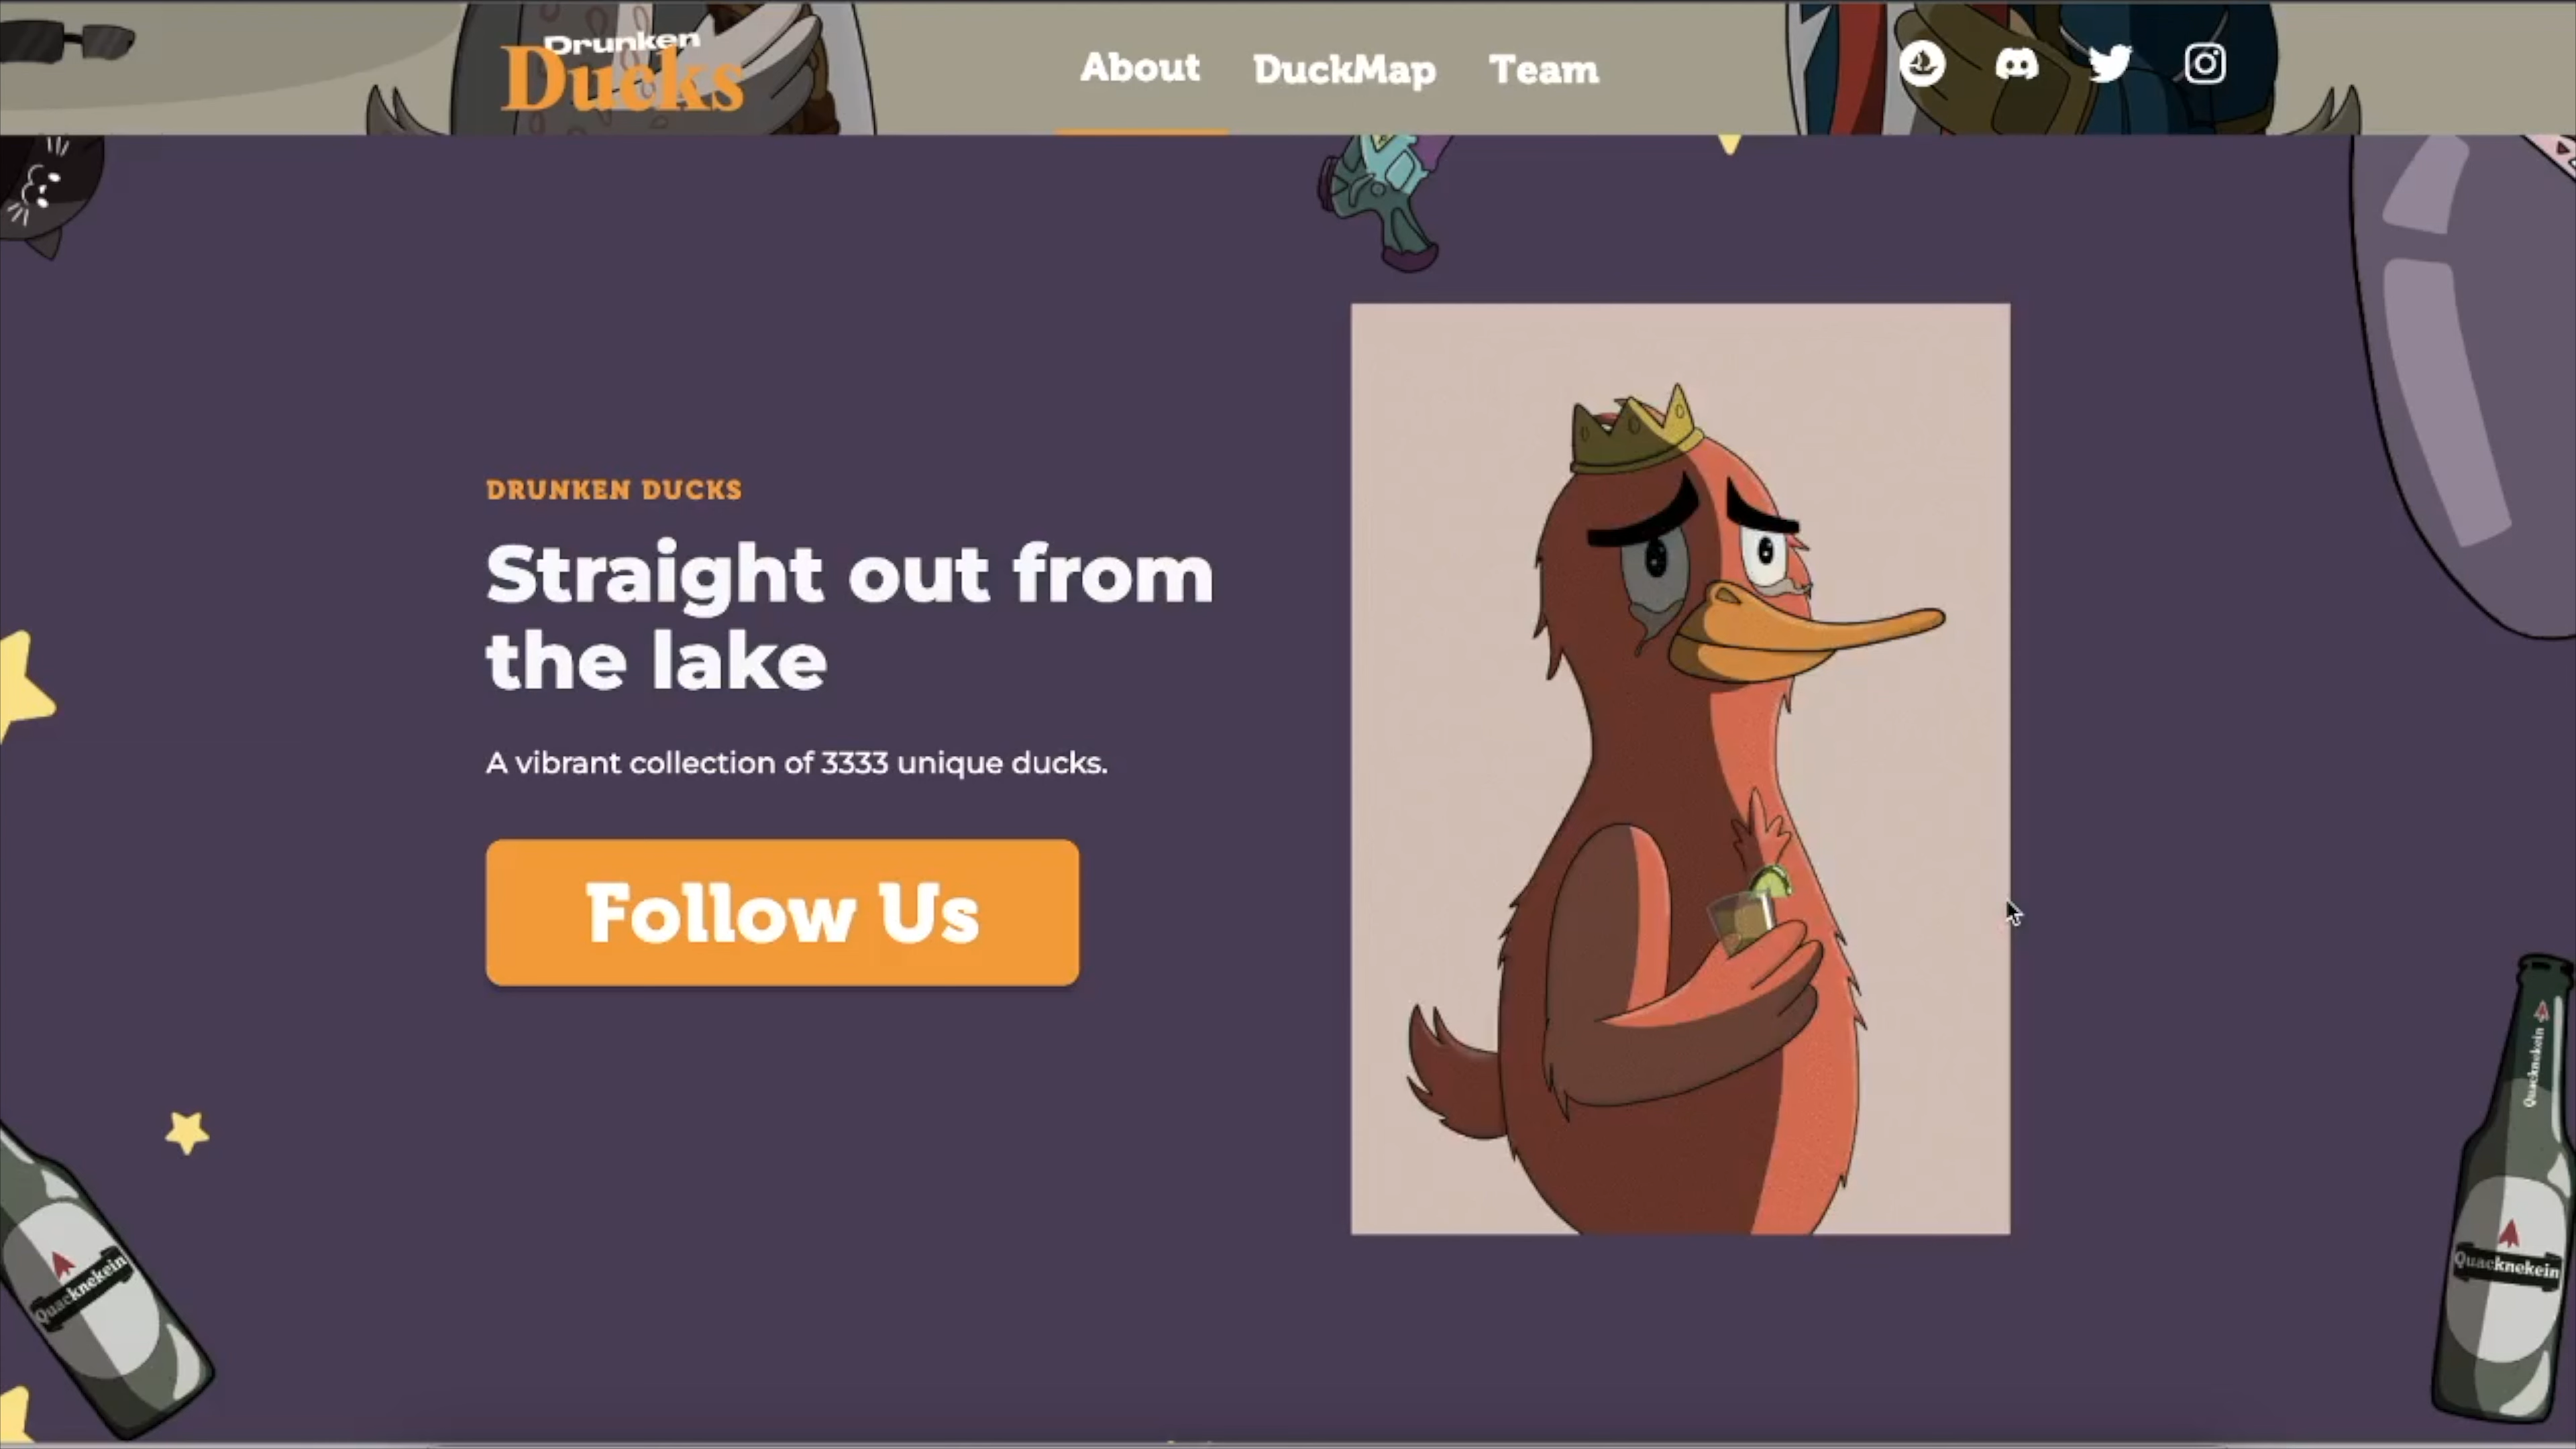 Drunken
Ducks
About DuckMap Team
DRUNKEN DUCKS
Straight out from
the lake
A vibrant collection of 3333 unique ducks.
Follow Us
Quacknekein
Quacknekein
Quacknekein